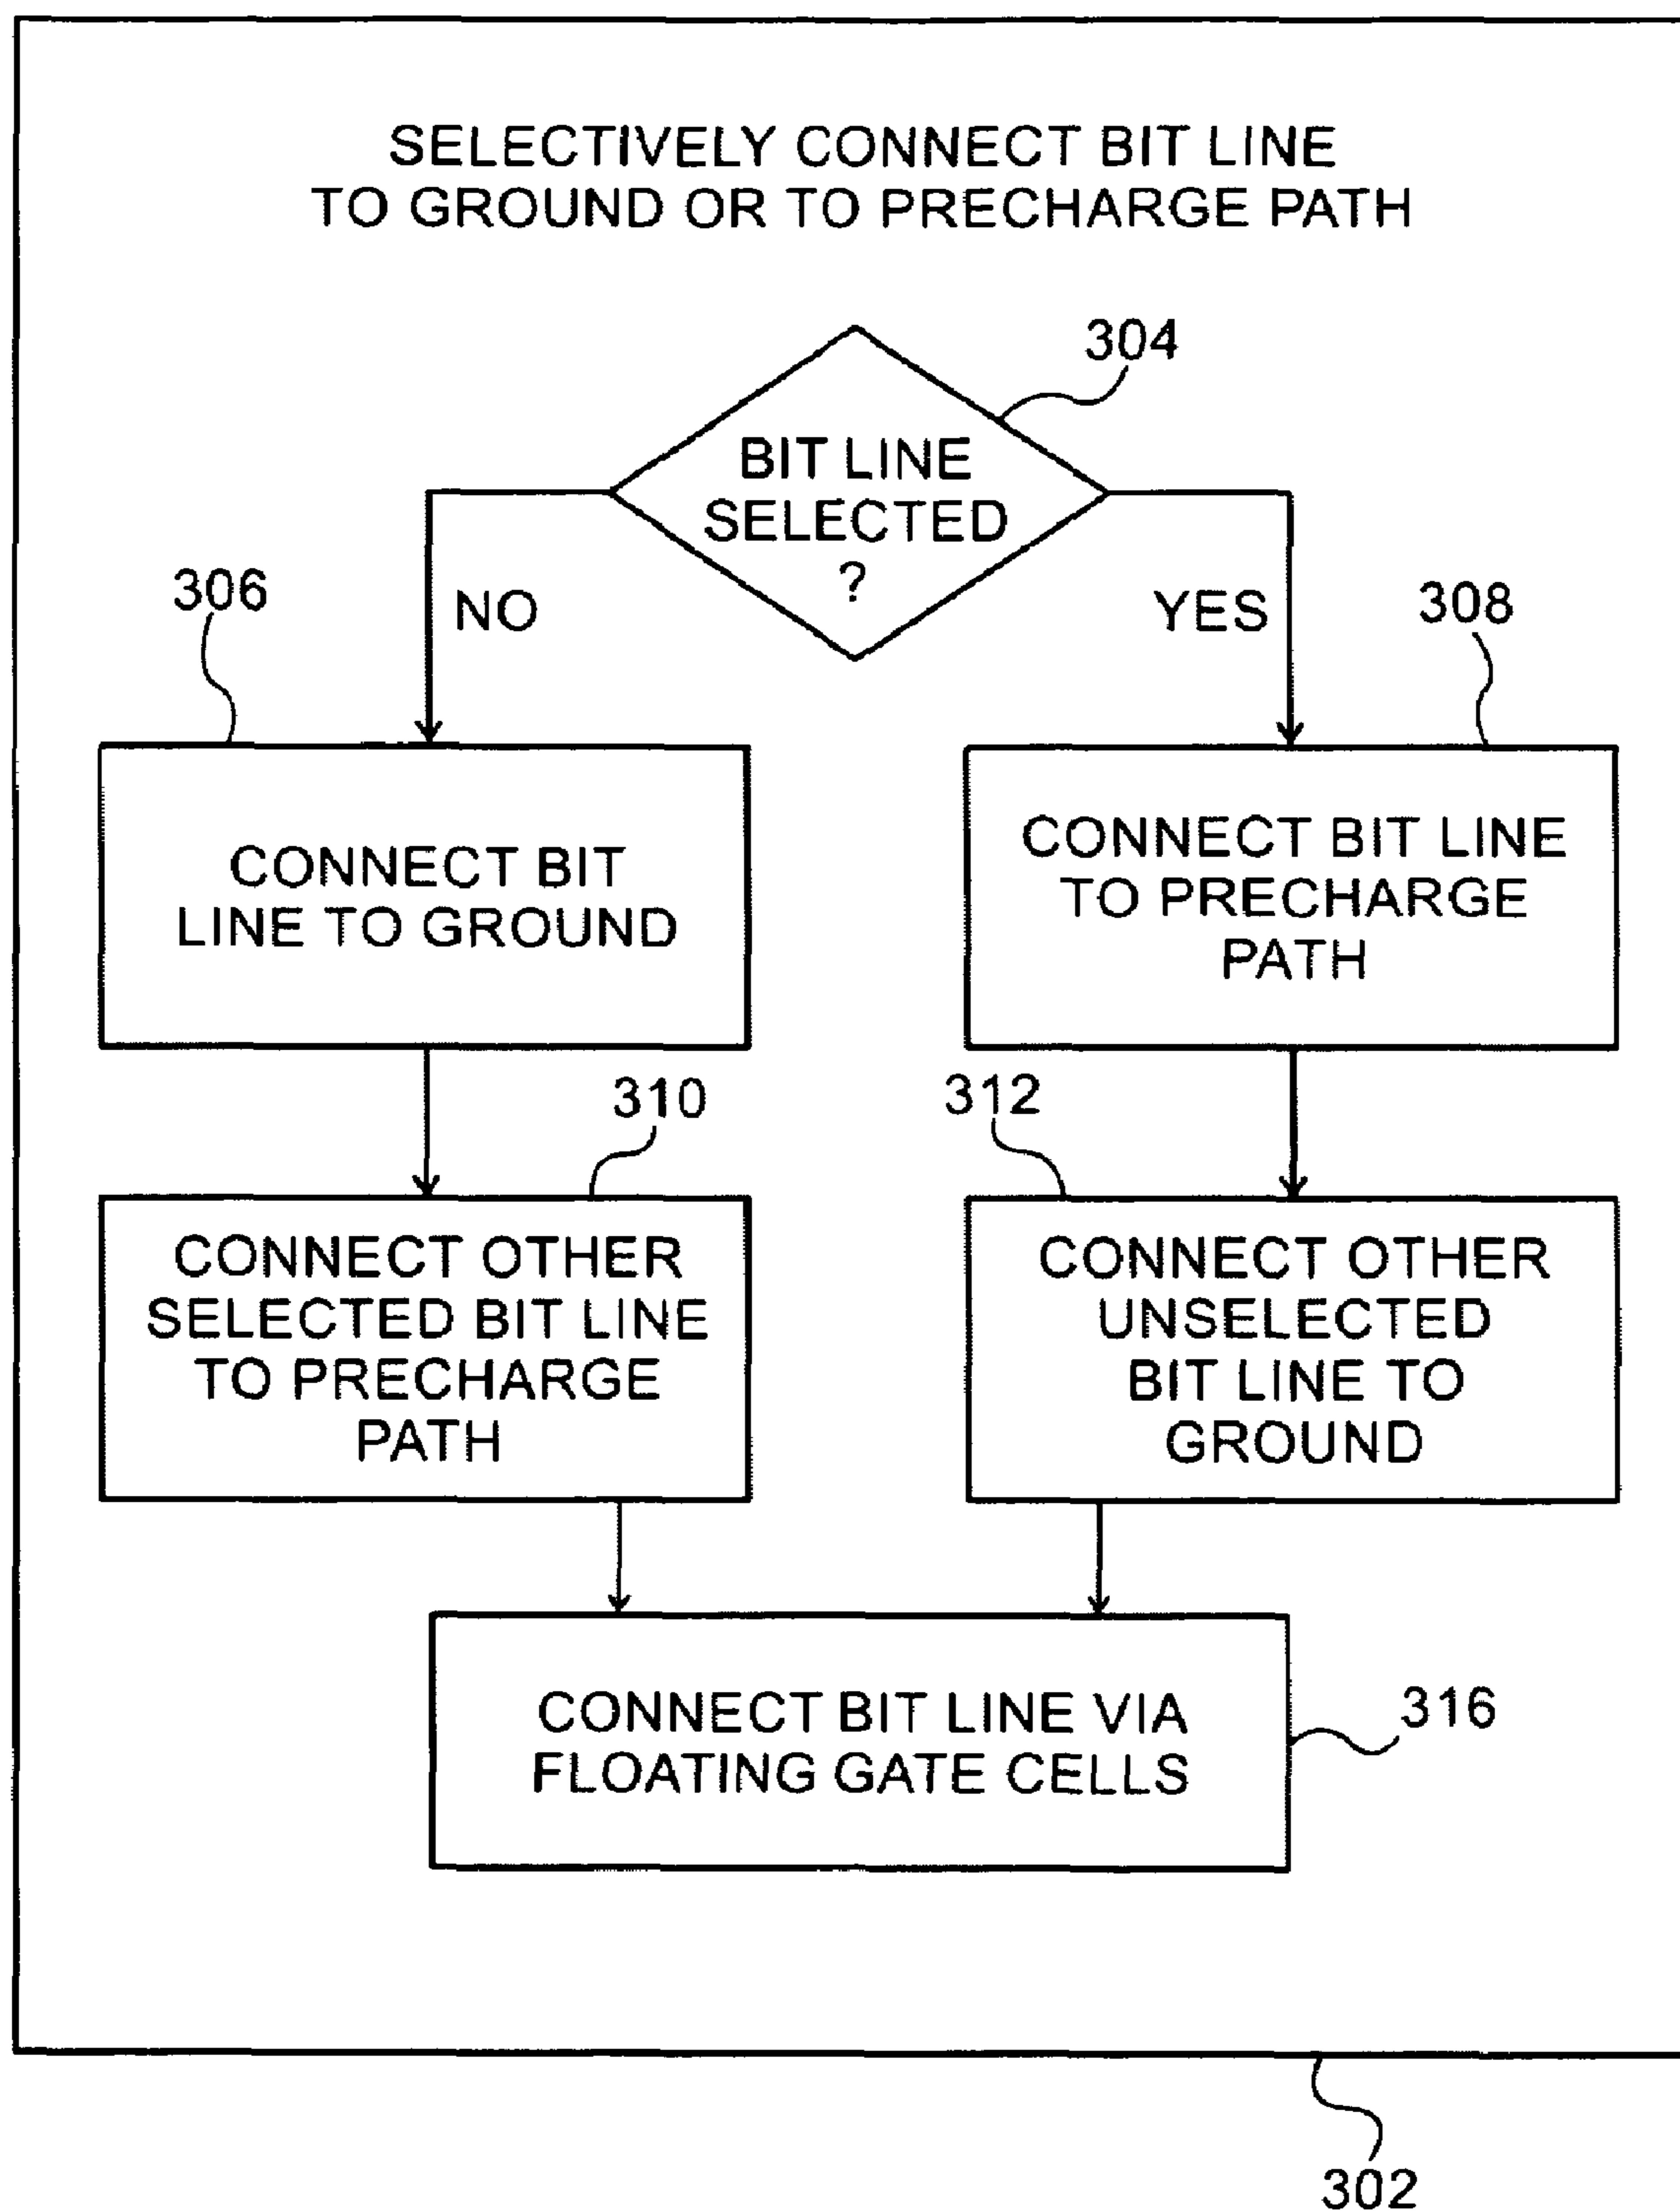 SELECTIVELY CONNECT BIT LINE
TO GROUND OR TO PRECHARGE PATH
304
BIT LINE
SELECTED
?
306
NO
YES
308
CONNECT BIT
LINE TO GROUND
CONNECT BIT LINE
TO PRECHARGE
PATH
310
312
CONNECT OTHER
SELECTED BIT LINE
TO PRECHARGE
PATH
CONNECT OTHER
UNSELECTED
BIT LINE TO
GROUND
CONNECT BIT LINE VIA
FLOATING GATE CELLS
316
302